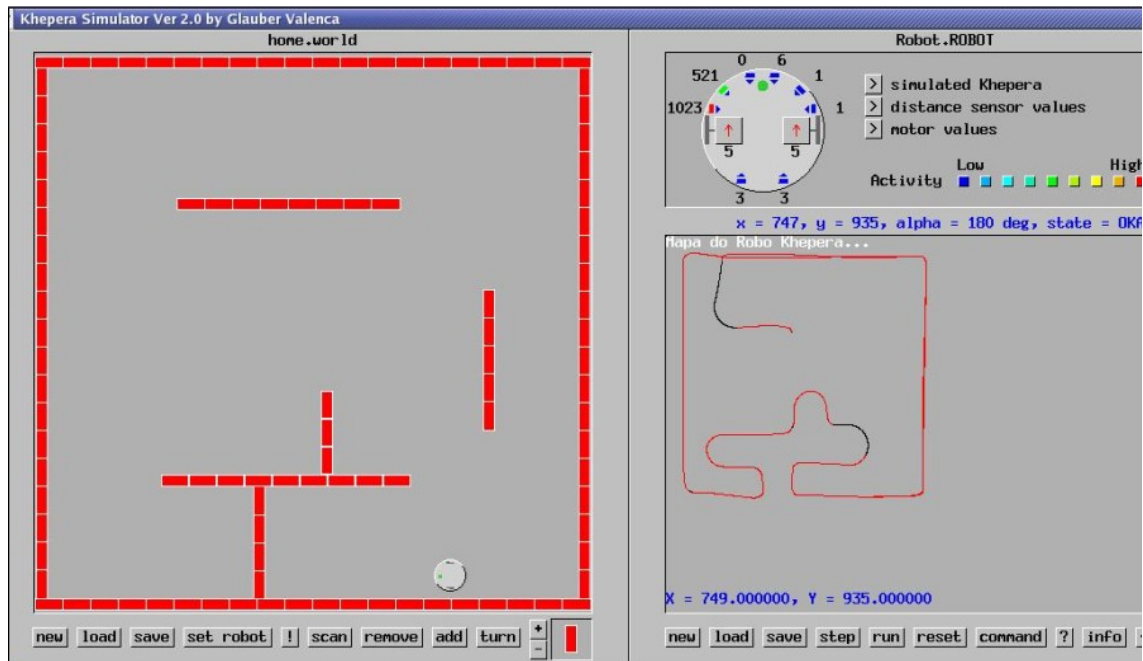 Khepera Simulator Ver 2.0 by Glauber Valenca
home.world
new load save set robot ! scan remove add turn + -
Robot.ROBOT
0 6
521 1
1023 1
5 5
3 3
> simulated Khepera
> distance sensor values
> motor values
Low High
Activity
x = 747, y = 935, alpha = 180 deg, state = OKA
Mapa do Robo Khepera...
X = 749.000000, Y = 935.000000
new load save step run reset command ? info